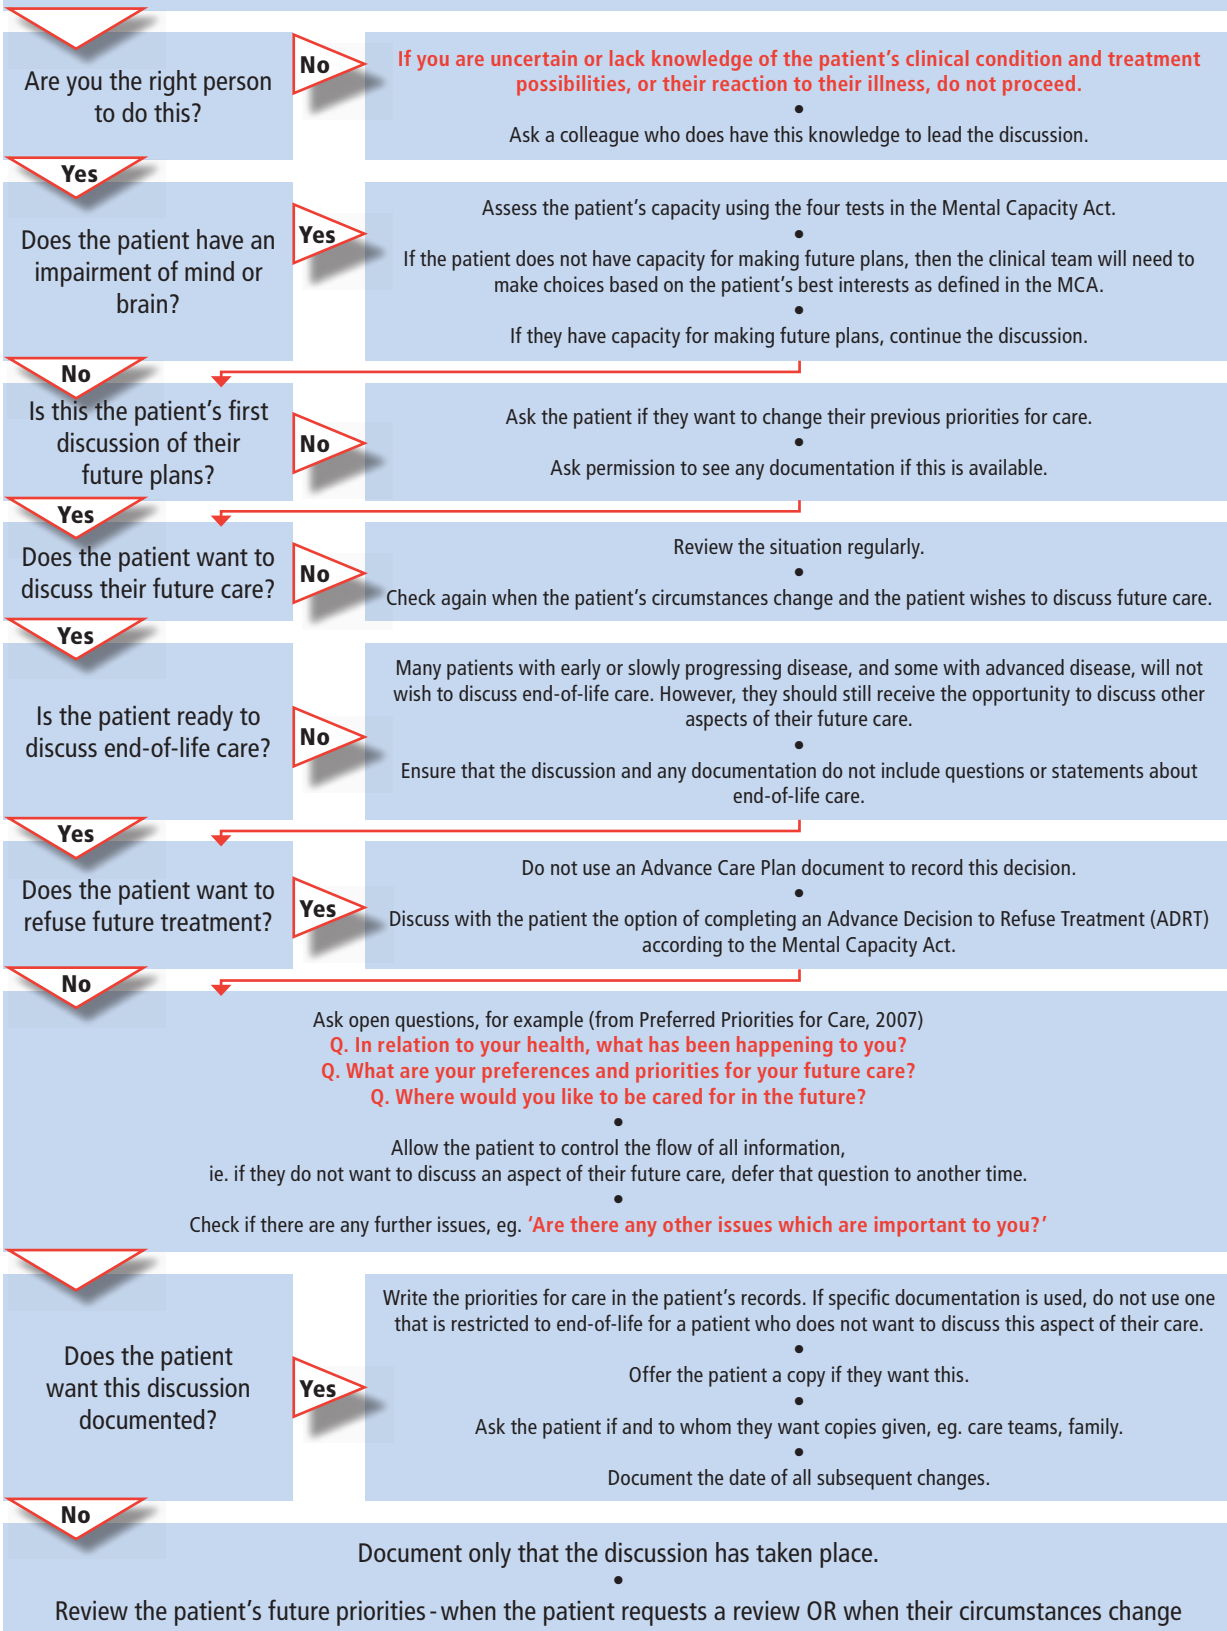 Are you the right person
to do this?
No
If you are uncertain or lack knowledge of the patient’s clinical condition and treatment
possibilities, or their reaction to their illness, do not proceed.
•
Ask a colleague who does have this knowledge to lead the discussion.
Yes
Does the patient have an
impairment of mind or
brain?
Yes
Assess the patient’s capacity using the four tests in the Mental Capacity Act.
•
If the patient does not have capacity for making future plans, then the clinical team will need to
make choices based on the patient’s best interests as defined in the MCA.
•
If they have capacity for making future plans, continue the discussion.
No
Is this the patient’s first
discussion of their
future plans?
No
Ask the patient if they want to change their previous priorities for care.
•
Ask permission to see any documentation if this is available.
Yes
Does the patient want to
discuss their future care?
No
Review the situation regularly.
•
Check again when the patient’s circumstances change and the patient wishes to discuss future care.
Yes
Is the patient ready to
discuss end-of-life care?
No
Many patients with early or slowly progressing disease, and some with advanced disease, will not
wish to discuss end-of-life care. However, they should still receive the opportunity to discuss other
aspects of their future care.
•
Ensure that the discussion and any documentation do not include questions or statements about
end-of-life care.
Yes
Does the patient want to
refuse future treatment?
Yes
Do not use an Advance Care Plan document to record this decision.
•
Discuss with the patient the option of completing an Advance Decision to Refuse Treatment (ADRT)
according to the Mental Capacity Act.
No
Ask open questions, for example (from Preferred Priorities for Care, 2007)
Q. In relation to your health, what has been happening to you?
Q. What are your preferences and priorities for your future care?
Q. Where would you like to be cared for in the future?
•
Allow the patient to control the flow of all information,
ie. if they do not want to discuss an aspect of their future care, defer that question to another time.
•
Check if there are any further issues, eg. ‘Are there any other issues which are important to you?’
Does the patient
want this discussion
documented?
Yes
Write the priorities for care in the patient’s records. If specific documentation is used, do not use one
that is restricted to end-of-life for a patient who does not want to discuss this aspect of their care.
•
Offer the patient a copy if they want this.
•
Ask the patient if and to whom they want copies given, eg. care teams, family.
•
Document the date of all subsequent changes.
No
Document only that the discussion has taken place.
•
Review the patient’s future priorities - when the patient requests a review OR when their circumstances change